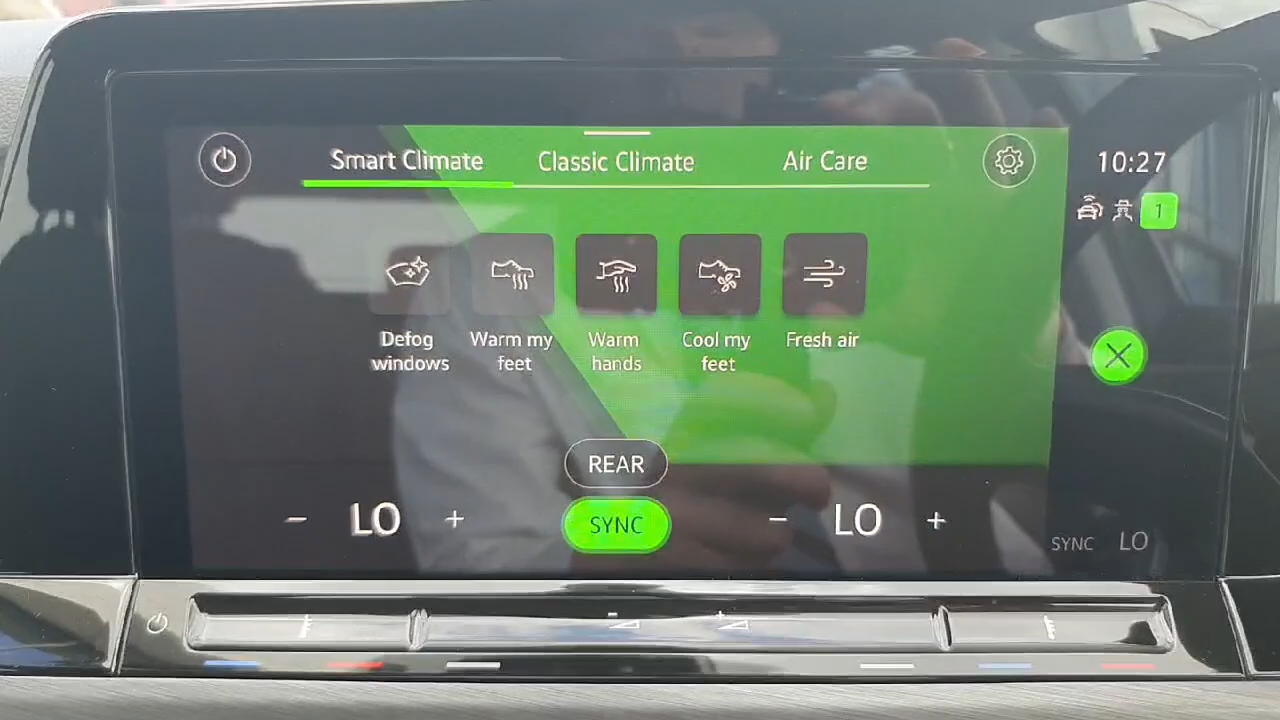 Smart Climate Classic Climate Air Care
10:27
1
Defog windows
Warm my feet
Warm hands
Cool my feet
Fresh air
REAR
− LO + SYNC − LO +
SYNC LO